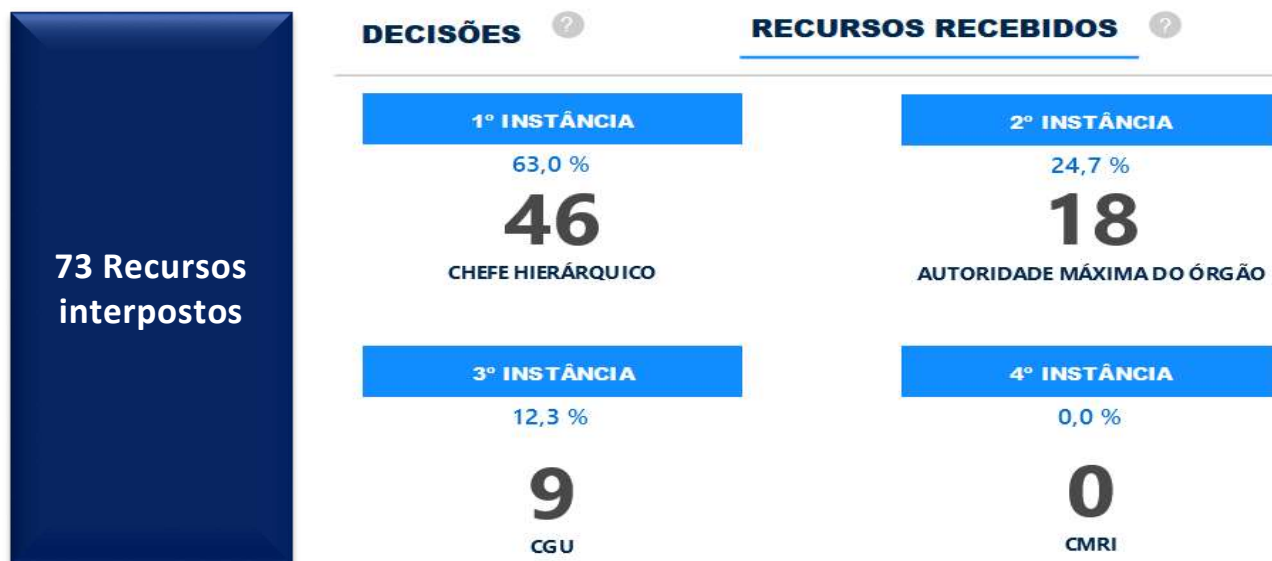 73 Recursos
interpostos
DECISÕES ?
RECURSOS RECEBIDOS ?
1º INSTÂNCIA
63,0 %
46
CHEFE HIERÁRQUICO
2º INSTÂNCIA
24,7 %
18
AUTORIDADE MÁXIMA DO ÓRGÃO
3º INSTÂNCIA
12,3 %
9
CGU
4º INSTÂNCIA
0,0 %
0
CMRI